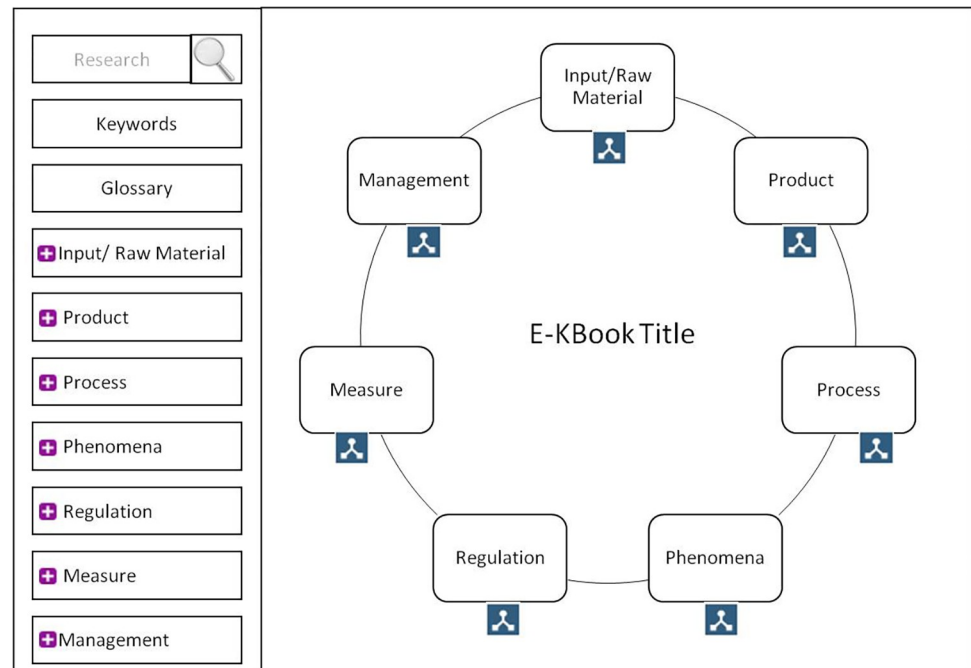 Research
Keywords
Glossary
Input/ Raw Material
Product
Process
Phenomena
Regulation
Measure
Management
Input/Raw
Material
Product
Process
Phenomena
Regulation
Measure
Management
E-KBook Title